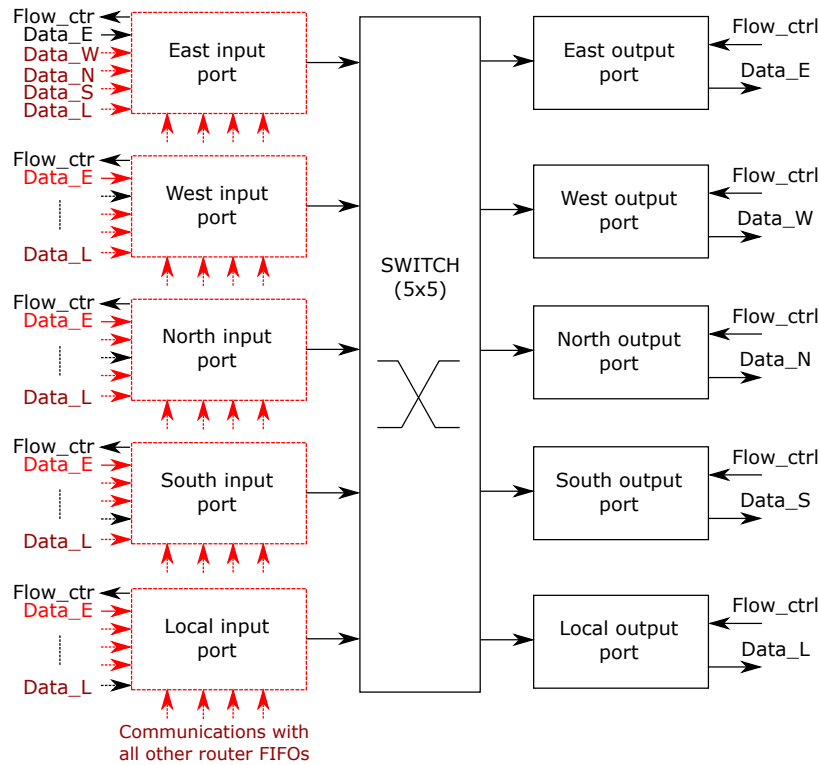 Flow_ctr
Data_E
Data_W
Data_N
Data_S
Data_L
East input
port
Flow_ctr
Data_E
Data_L
West input
port
Flow_ctr
Data_E
Data_L
North input
port
Flow_ctr
Data_E
Data_L
South input
port
Flow_ctr
Data_E
Data_L
Local input
port
Communications with
all other router FIFOs
SWITCH
(5x5)
East output
port
Flow_ctrl
Data_E
West output
port
Flow_ctrl
Data_W
North output
port
Flow_ctrl
Data_N
South output
port
Flow_ctrl
Data_S
Local output
port
Flow_ctrl
Data_L